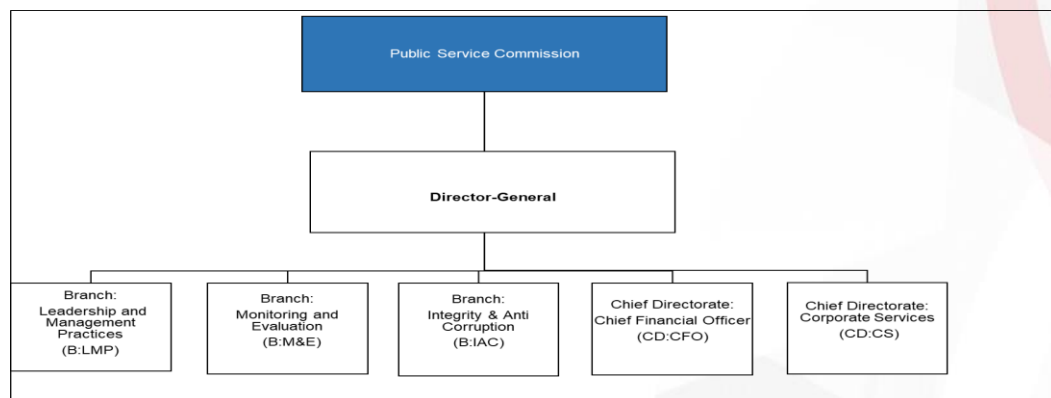 Public Service Commission
Director-General
Branch:
Leadership and
Management
Practices
(B:LMP)
Branch:
Monitoring and
Evaluation
(B:M&E)
Branch:
Integrity & Anti
Corruption
(B:IAC)
Chief Directorate:
Chief Financial Officer
(CD:CFO)
Chief Directorate:
Corporate Services
(CD:CS)